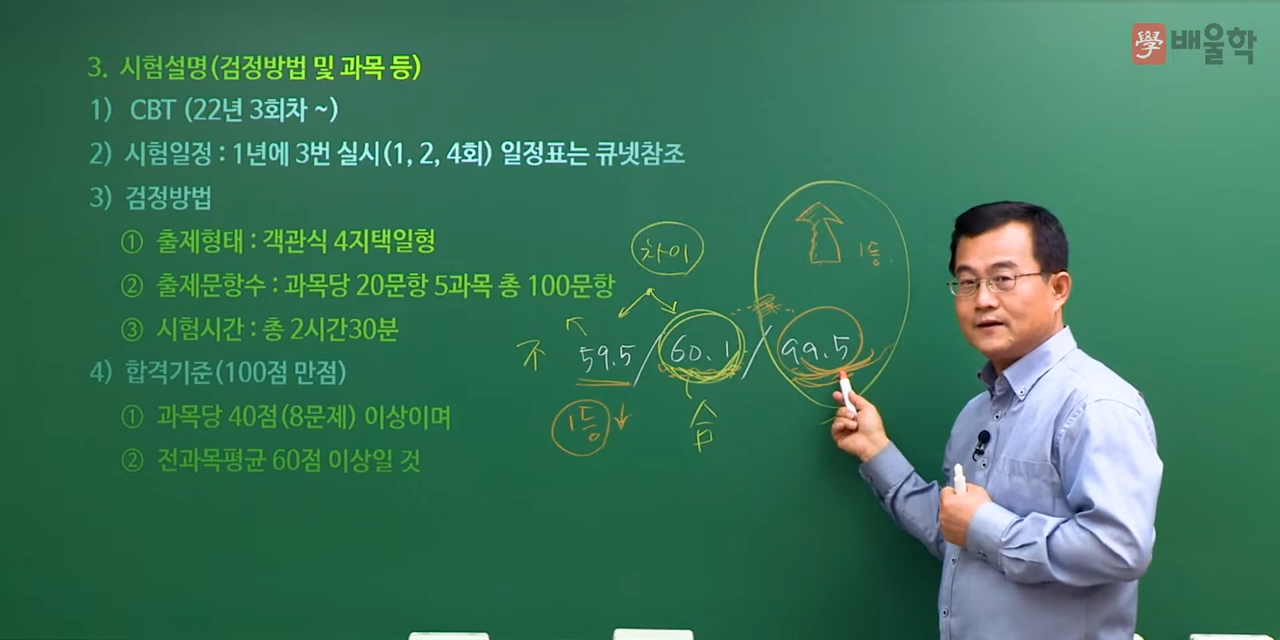 學 배울학
3. 시험설명(검정방법 및 과목 등)
1) CBT (22년 3회차 ~)
2) 시험일정 : 1년에 3번 실시(1, 2, 4회) 일정표는 큐넷참조
3) 검정방법
① 출제형태 : 객관식 4지택일형
② 출제문항수 : 과목당 20문항 5과목 총 100문항
③ 시험시간 : 총 2시간30분
4) 합격기준(100점 만점)
① 과목당 40점(8문제) 이상이며
② 전과목평균 60점 이상일 것
차이
1등
不 59.5 / 60.1 / 99.5
1등
합